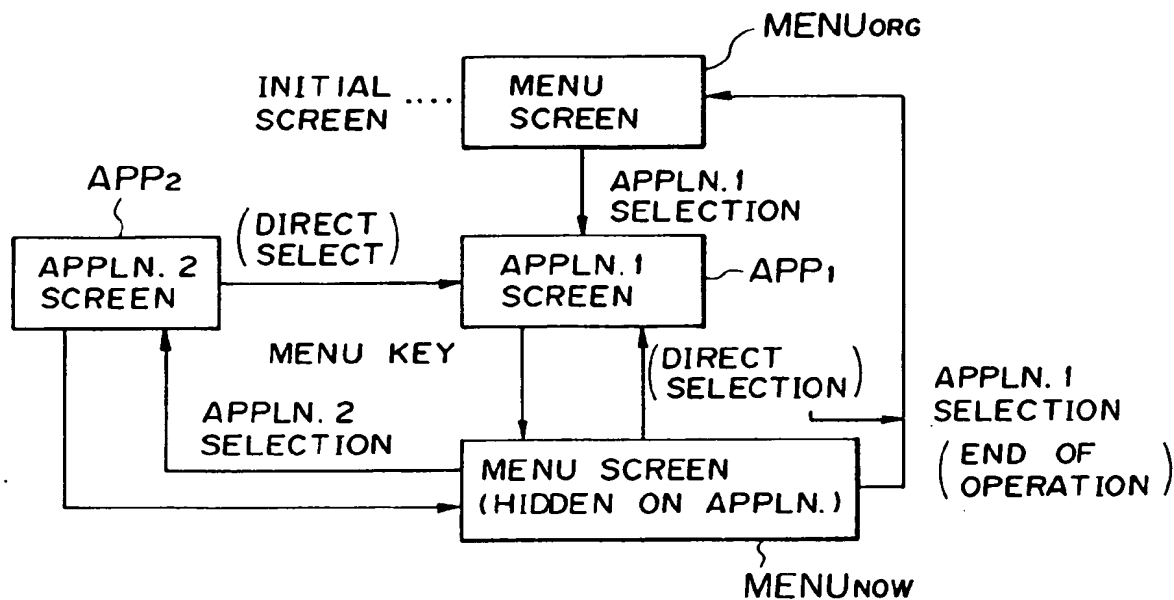 MENUORG
INITIAL
SCREEN ....
MENU
SCREEN
APP2
(DIRECT
SELECT)
APPLN. 1
SELECTION
APPLN. 2
SCREEN
APPLN. 1
SCREEN
APP1
MENU KEY
(DIRECT
SELECTION)
APPLN. 2
SELECTION
APPLN. 1
SELECTION
(END OF
OPERATION)
MENU SCREEN
(HIDDEN ON APPLN.)
MENUNOW